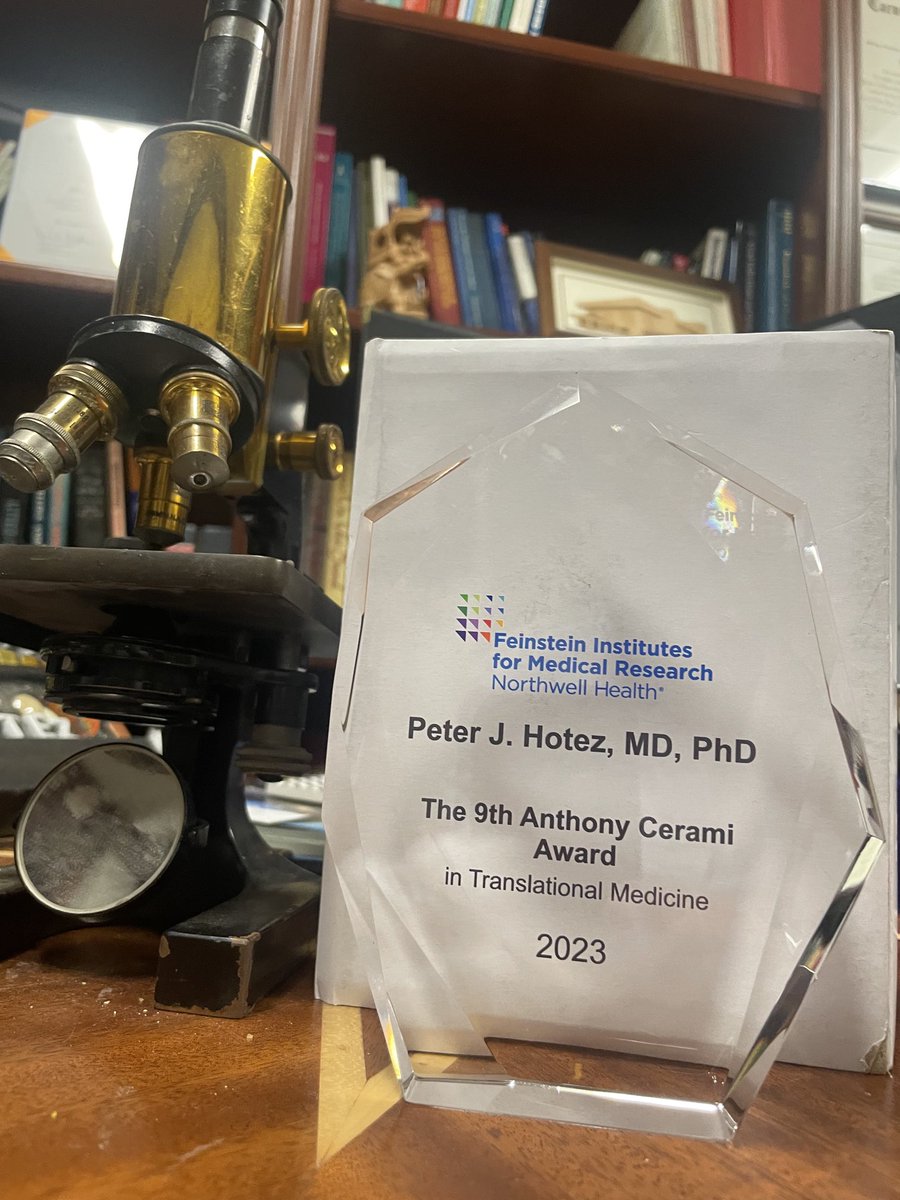 Fein
Feinstein Institutes
for Medical Research
Northwell Health®
Peter J. Hotez, MD, PhD
The 9th Anthony Cerami
Award
in Translational Medicine
2023